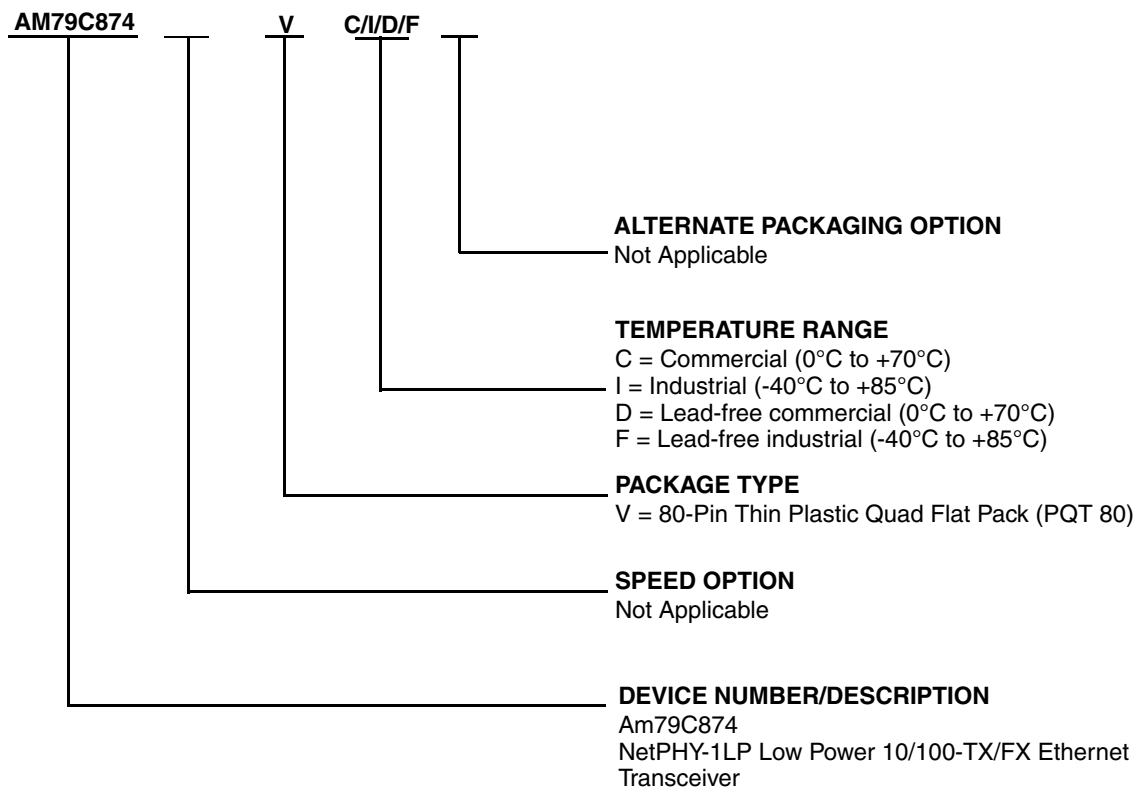 AM79C874 V C/I/D/F
ALTERNATE PACKAGING OPTION
Not Applicable
TEMPERATURE RANGE
C = Commercial (0°C to +70°C)
I = Industrial (-40°C to +85°C)
D = Lead-free commercial (0°C to +70°C)
F = Lead-free industrial (-40°C to +85°C)
PACKAGE TYPE
V = 80-Pin Thin Plastic Quad Flat Pack (PQT 80)
SPEED OPTION
Not Applicable
DEVICE NUMBER/DESCRIPTION
Am79C874
NetPHY-1LP Low Power 10/100-TX/FX Ethernet
Transceiver